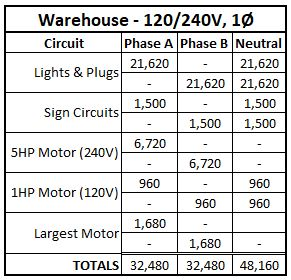 Warehouse - 120/240V, 1Ø
Circuit Phase A Phase B Neutral
Lights & Plugs 21,620 - 21,620
- 21,620 21,620
Sign Circuits 1,500 - 1,500
- 1,500 1,500
5HP Motor (240V) 6,720 -
- 6,720
1HP Motor (120V) 960 - 960
- 960 960
Largest Motor 1,680 -
- 1,680 -
TOTALS 32,480 32,480 48,160